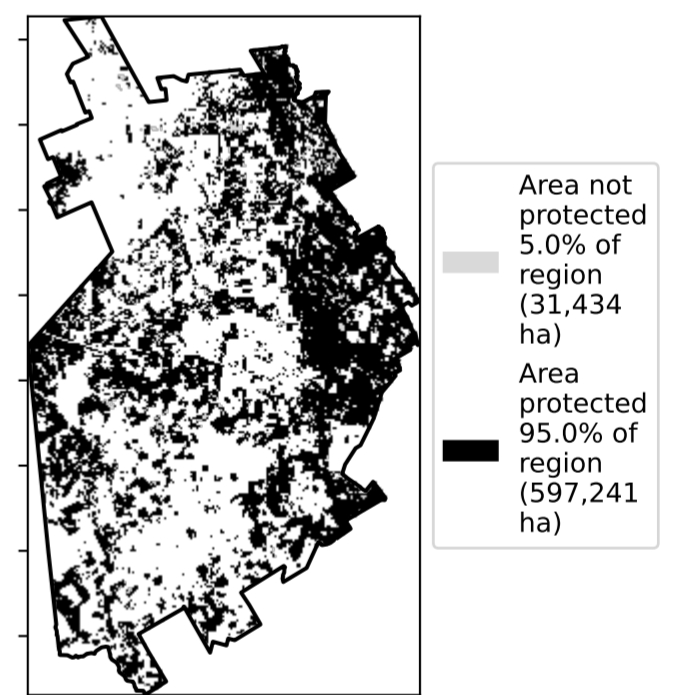 Area not
protected
5.0% of
region
(31,434
ha)
Area
protected
95.0% of
region
(597,241
ha)